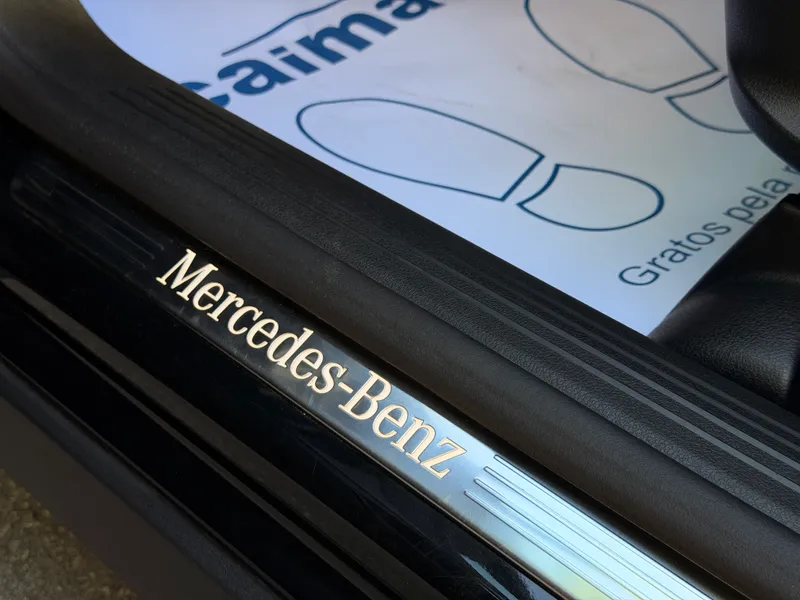 caima
Gratos pela
Mercedes-Benz